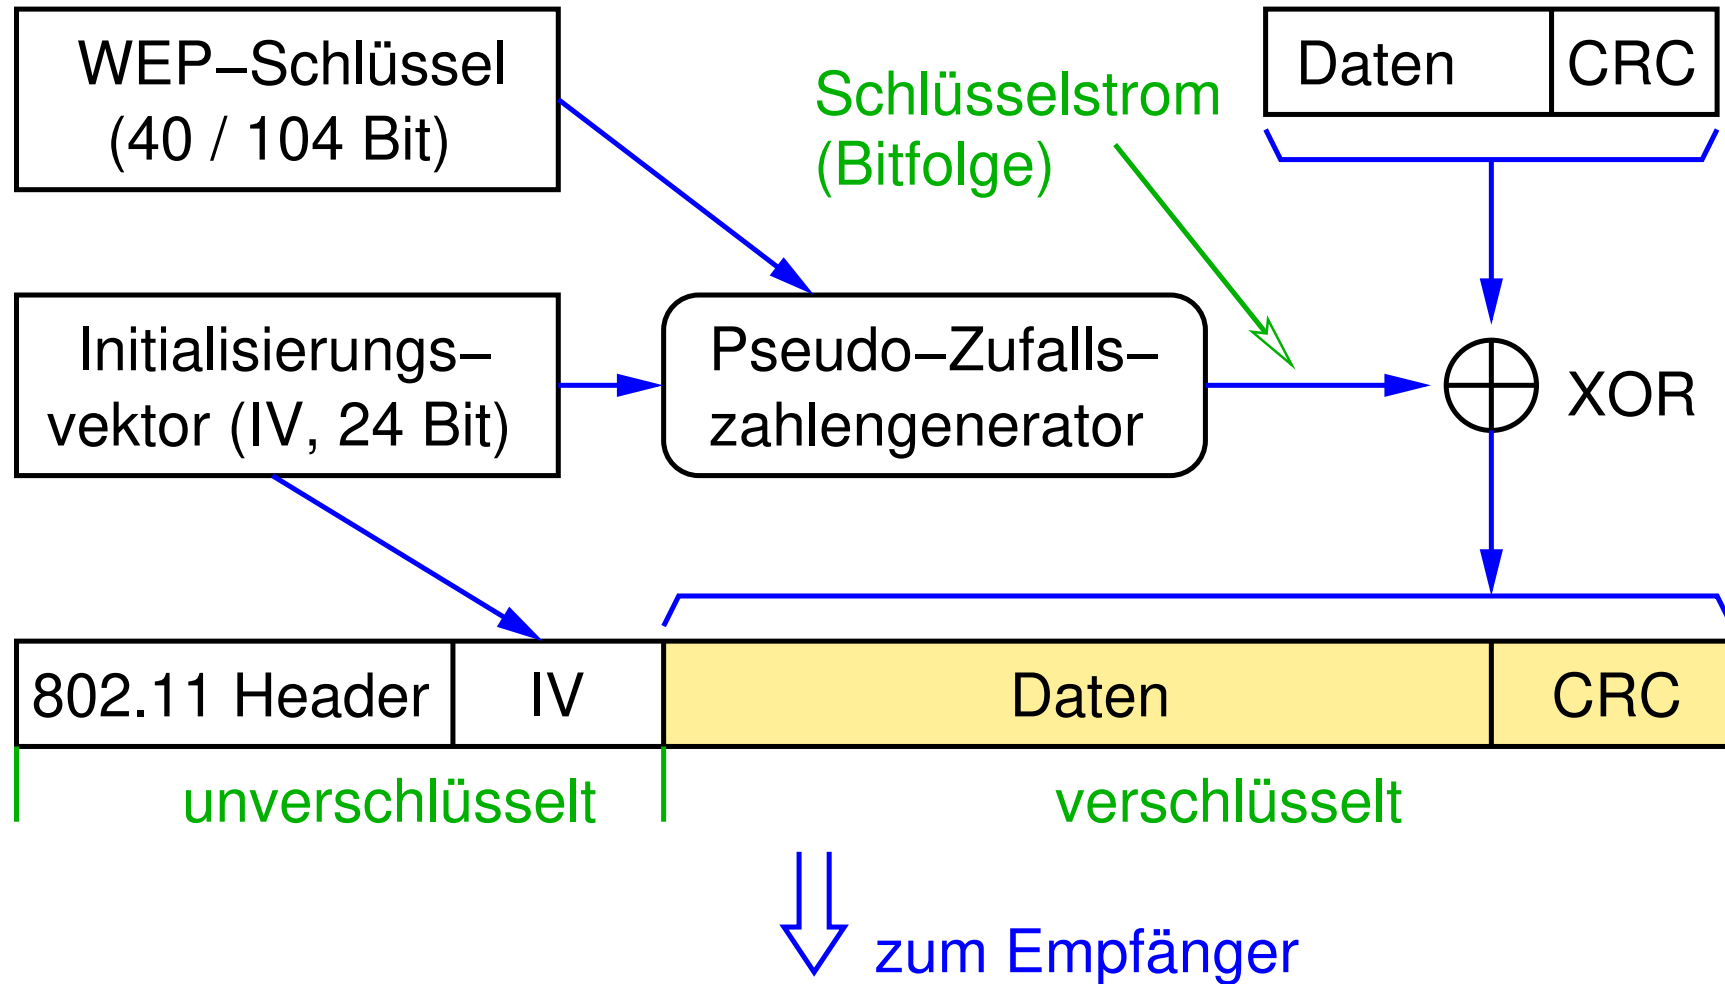 WEP–Schlüssel
(40 / 104 Bit)
Schlüsselstrom
(Bitfolge)
Daten
CRC
Initialisierungs–
vektor (IV, 24 Bit)
Pseudo–Zufalls–
zahlengenerator
XOR
802.11 Header
IV
Daten
CRC
unverschlüsselt
verschlüsselt
zum Empfänger